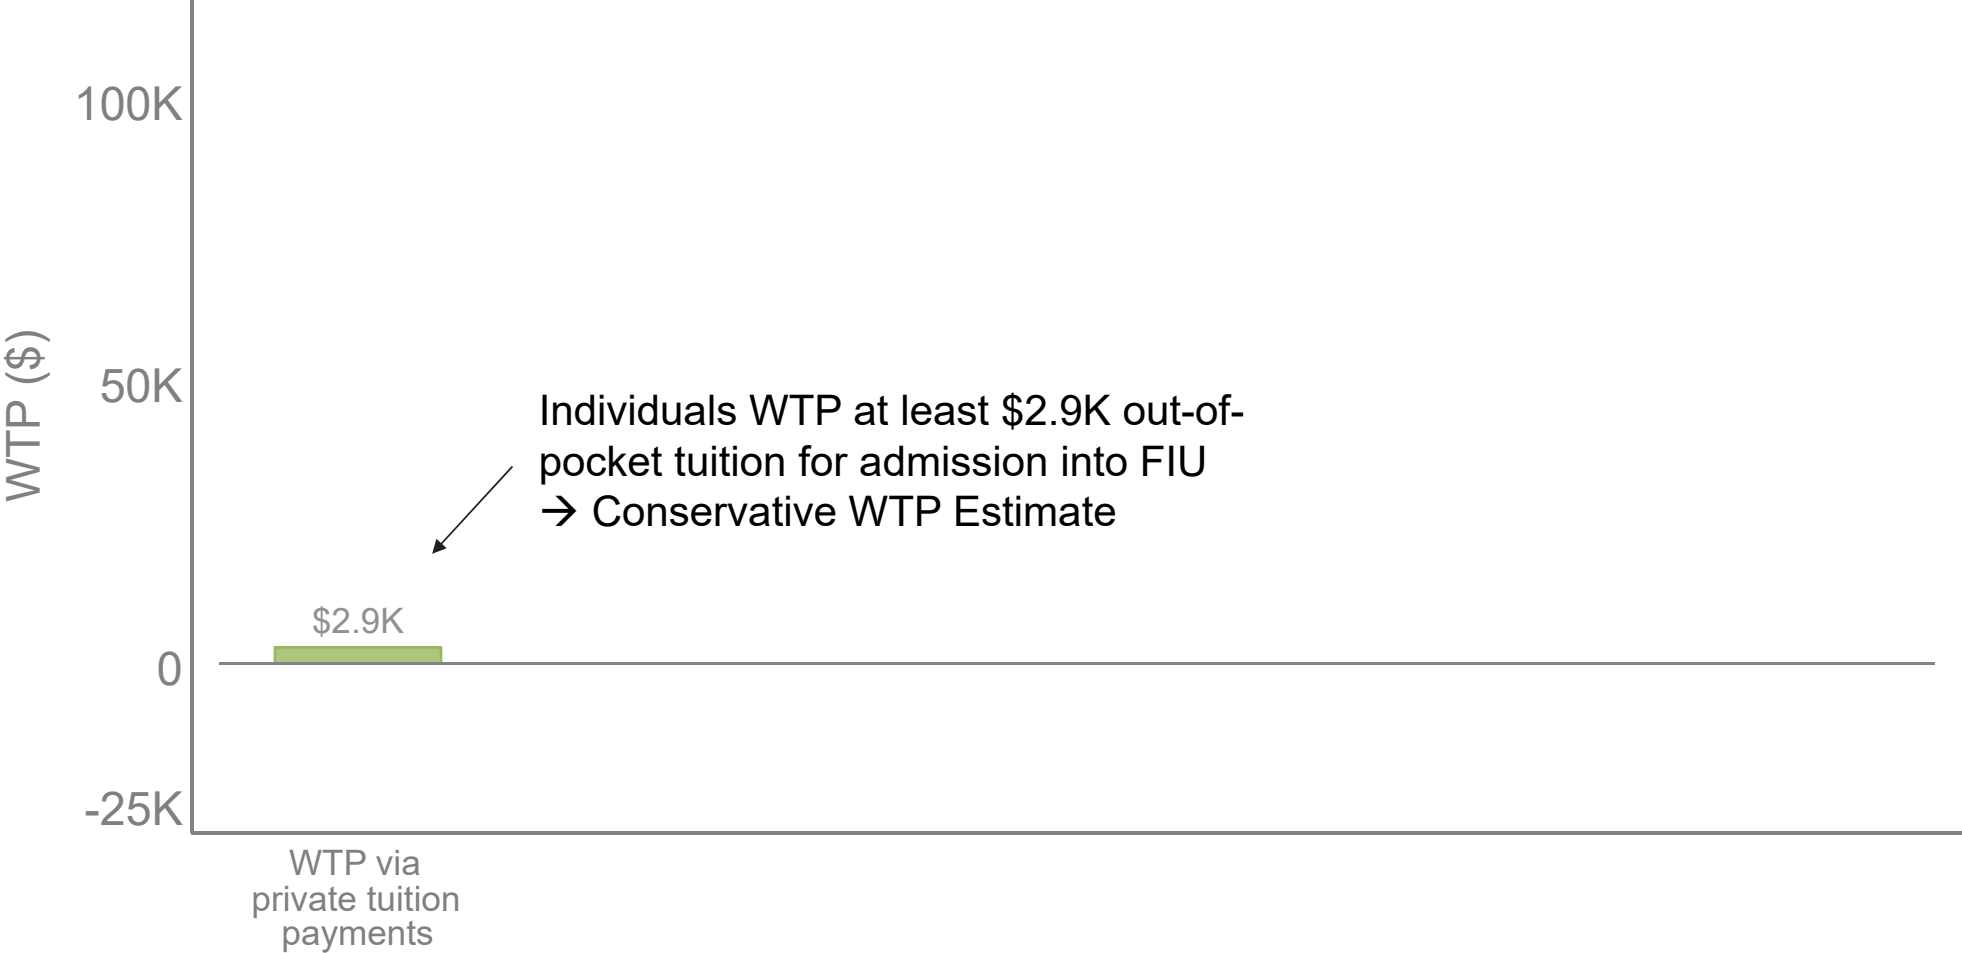 100K
50K
0
-25K
WTP ($)
Individuals WTP at least $2.9K out-of-
pocket tuition for admission into FIU
→ Conservative WTP Estimate
$2.9K
WTP via
private tuition
payments